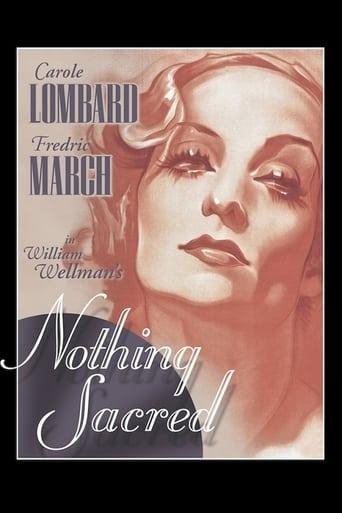 Carole
LOMBARD
Fredric
MARCH
in
William
Wellman's
Nothing
Sacred